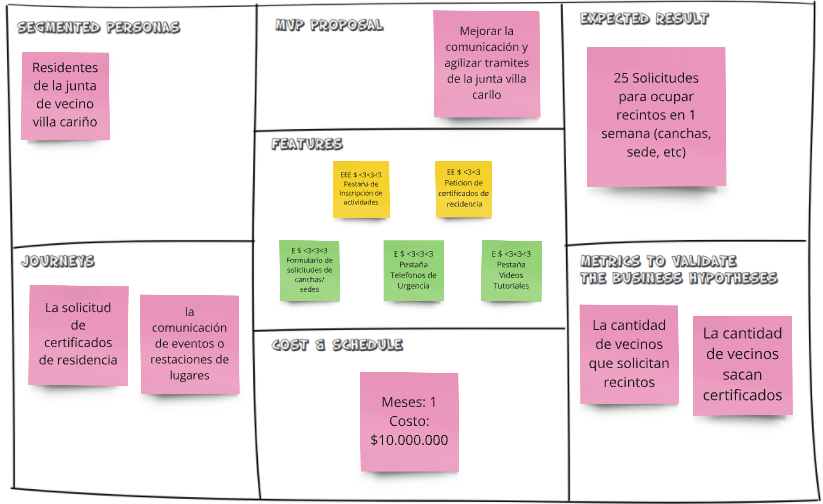 SEGMENTED PERSONAS
Residentes
de la junta
de vecino
villa cariño
MVP PROPOSAL
Mejorar la
comunicación y
agilizar tramites
de la junta villa
carllo
EXPECTED RESULT
25 Solicitudes
para ocupar
recintos en 1
semana (canchas,
sede, etc)
FEATURES
EEE $ <3<3<3
Pestaña de
Inscripción de
actividades
EE $ <3<3
Peticion de
certificados de
recidencia
E $ <3<3<3
Formulario de
solicitudes de
canchas/
sedes
E $ <3<3<3
Pestaña
Telefonos de
Urgencia
E $ <3<3
Pestaña
Videos
Tutoriales
JOURNEYS
La solicitud
de
certificados
de residencia
la
comunicación
de eventos o
restaciones de
lugares
COST & SCHEDULE
Meses: 1
Costo:
$10.000.000
METRICS TO VALIDATE
THE BUSINESS HYPOTHESES
La cantidad
de vecinos
que solicitan
recintos
La cantidad
de vecinos
sacan
certificados